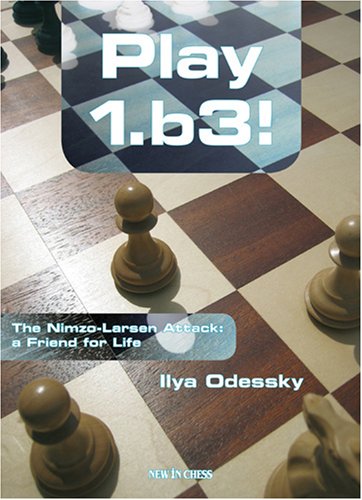 Play
1.b3!
The Nimzo-Larsen Attack:
a Friend for Life
Ilya Odessky
NEW IN CHESS